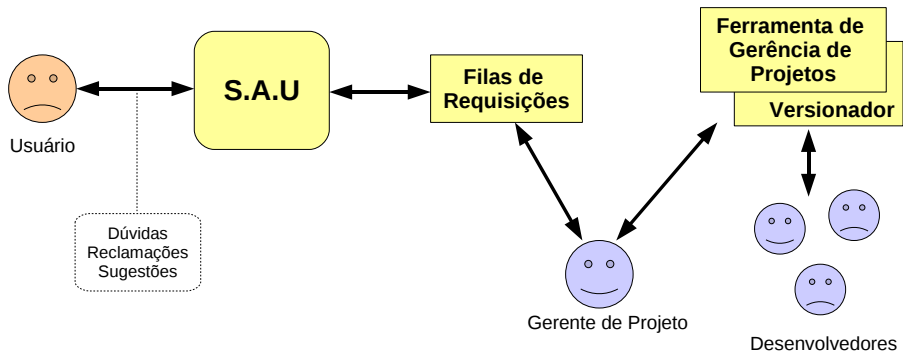 Usuário
S.A.U
Dúvidas
Reclamações
Sugestões
Filas de
Requisições
Gerente de Projeto
Ferramenta de
Gerência de
Projetos
Versionador
Desenvolvedores